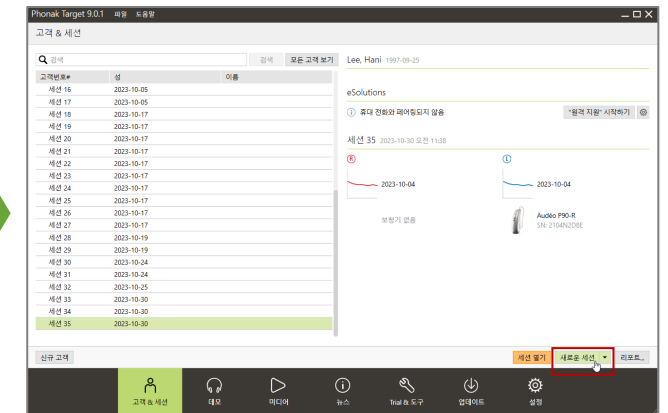 Phonak Target 9.0.1 파일 도움말
고객 & 세션
검색 검색 모든 고객 보기
고객번호# 성 이름
세션 16 2023-10-05
세션 17 2023-10-05
세션 18 2023-10-17
세션 19 2023-10-17
세션 20 2023-10-17
세션 21 2023-10-17
세션 22 2023-10-17
세션 23 2023-10-17
세션 24 2023-10-17
세션 25 2023-10-17
세션 26 2023-10-17
세션 27 2023-10-17
세션 28 2023-10-19
세션 29 2023-10-19
세션 30 2023-10-24
세션 31 2023-10-24
세션 32 2023-10-25
세션 33 2023-10-30
세션 34 2023-10-30
세션 35 2023-10-30
Lee, Hani 1997-09-25
eSolutions
휴대 전화와 페어링되지 않음 "원격 지원" 시작하기
세션 35 2023-10-30 오전 11:38
R L
2023-10-04 2023-10-04
보청기 없음
Audéo P90-R
SN: 2104N2D8E
신규 고객 세션 열기 새로운 세션 리포트...
고객 & 세션 데모 미디어 뉴스 Trial & 도구 업데이트 설정